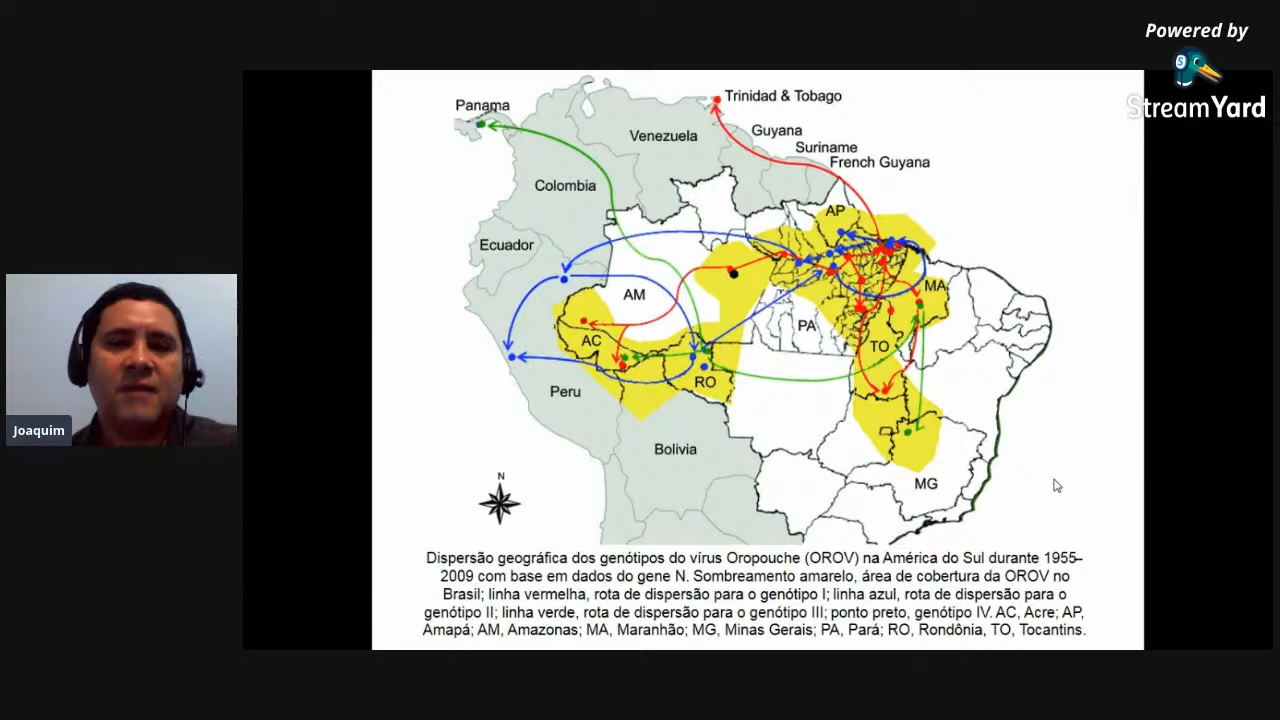 Powered by
StreamYard
Panama
Trinidad & Tobago
Venezuela
Guyana
Suriname
French Guyana
Colombia
AP
Ecuador
AM
MA
PA
AC
TO
RO
Peru
Bolivia
N
MG
Joaquim
Dispersão geográfica dos genótipos do vírus Oropouche (OROV) na América do Sul durante 1955–
2009 com base em dados do gene N. Sombreamento amarelo, área de cobertura da OROV no
Brasil; linha vermelha, rota de dispersão para o genótipo I; linha azul, rota de dispersão para o
genótipo II; linha verde, rota de dispersão para o genótipo III; ponto preto, genótipo IV. AC, Acre; AP,
Amapá; AM, Amazonas; MA, Maranhão; MG, Minas Gerais; PA, Pará; RO, Rondônia, TO, Tocantins.